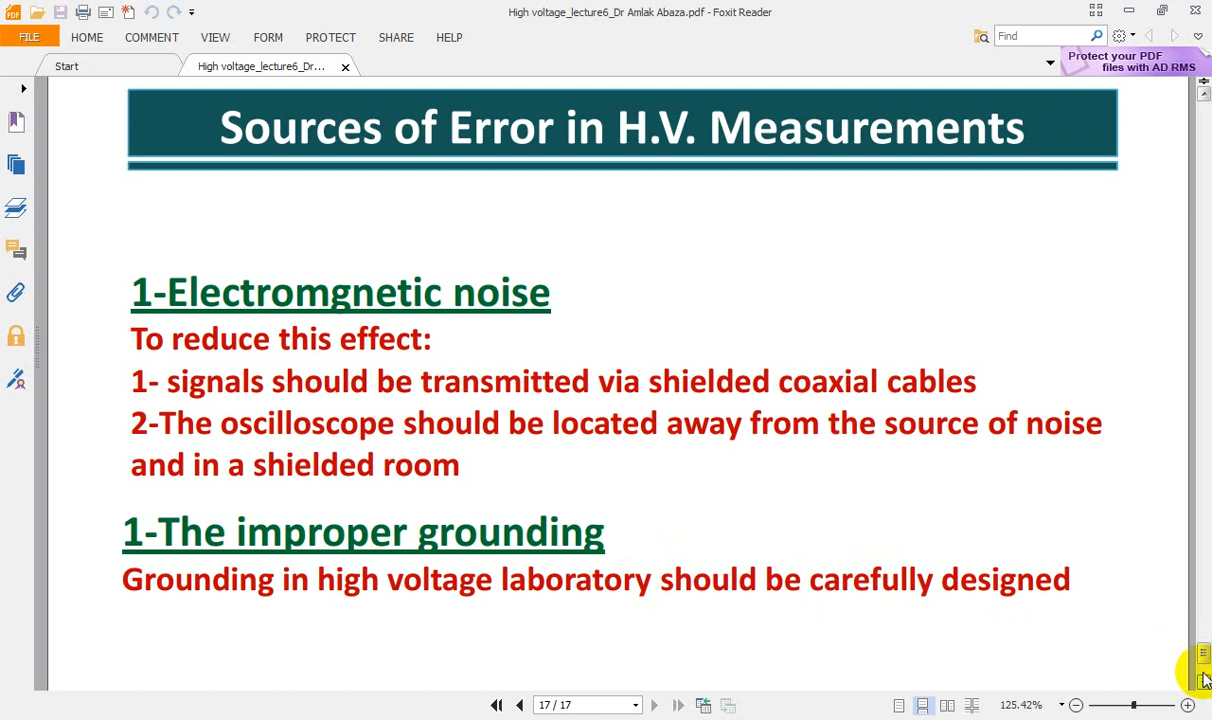 High voltage_lecture6_Dr Amlak Abaza.pdf - Foxit Reader
FILE HOME COMMENT VIEW FORM PROTECT SHARE HELP
Find
Start
High voltage_lecture6_Dr...
Protect your PDF
files with AD RMS
Sources of Error in H.V. Measurements
1-Electromgnetic noise
To reduce this effect:
1- signals should be transmitted via shielded coaxial cables
2-The oscilloscope should be located away from the source of noise
and in a shielded room
1-The improper grounding
Grounding in high voltage laboratory should be carefully designed
17 / 17
125.42%